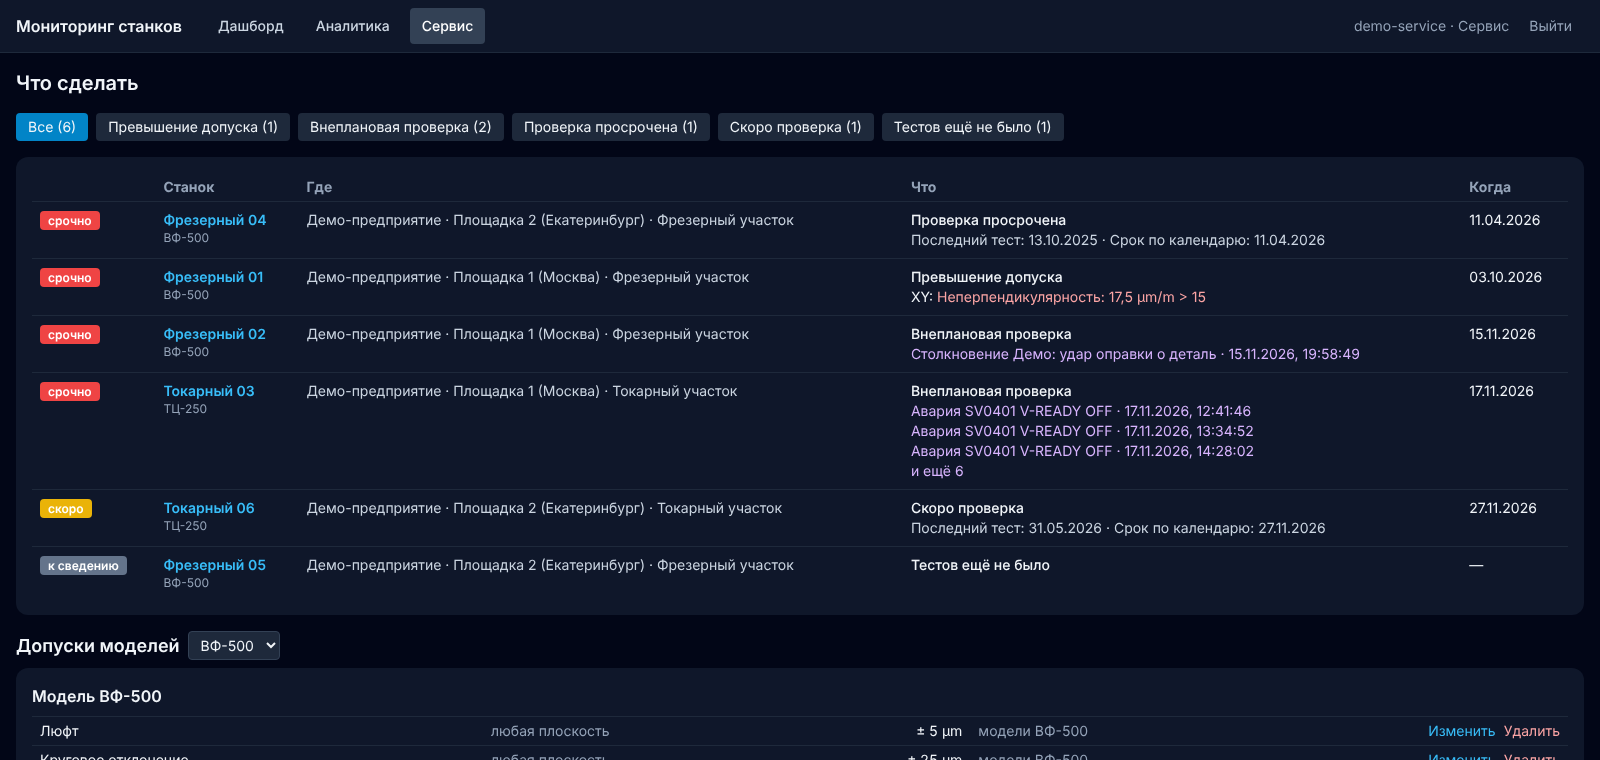 Мониторинг станков Дашборд Аналитика Сервис demo-service · Сервис Выйти
Что сделать
Все (6) Превышение допуска (1) Внеплановая проверка (2) Проверка просрочена (1) Скоро проверка (1) Тестов ещё не было (1)
Станок Где Что Когда
срочно Фрезерный 04 Демо-предприятие · Площадка 2 (Екатеринбург) · Фрезерный участок Проверка просрочена 11.04.2026
ВФ-500 Последний тест: 13.10.2025 · Срок по календарю: 11.04.2026
срочно Фрезерный 01 Демо-предприятие · Площадка 1 (Москва) · Фрезерный участок Превышение допуска 03.10.2026
ВФ-500 XY: Неперпендикулярность: 17,5 μm/m > 15
срочно Фрезерный 02 Демо-предприятие · Площадка 1 (Москва) · Фрезерный участок Внеплановая проверка 15.11.2026
ВФ-500 Столкновение Демо: удар оправки о деталь · 15.11.2026, 19:58:49
срочно Токарный 03 Демо-предприятие · Площадка 1 (Москва) · Токарный участок Внеплановая проверка 17.11.2026
ТЦ-250 Авария SV0401 V-READY OFF · 17.11.2026, 12:41:46
Авария SV0401 V-READY OFF · 17.11.2026, 13:34:52
Авария SV0401 V-READY OFF · 17.11.2026, 14:28:02
и ещё 6
скоро Токарный 06 Демо-предприятие · Площадка 2 (Екатеринбург) · Токарный участок Скоро проверка 27.11.2026
ТЦ-250 Последний тест: 31.05.2026 · Срок по календарю: 27.11.2026
к сведению Фрезерный 05 Демо-предприятие · Площадка 2 (Екатеринбург) · Фрезерный участок Тестов ещё не было —
ВФ-500
Допуски моделей ВФ-500
Модель ВФ-500
Люфт любая плоскость ± 5 μm модели ВФ-500 Изменить Удалить
Круговое отклонение любая плоскость ± 25 μm модели ВФ-500 Изменить Удалить